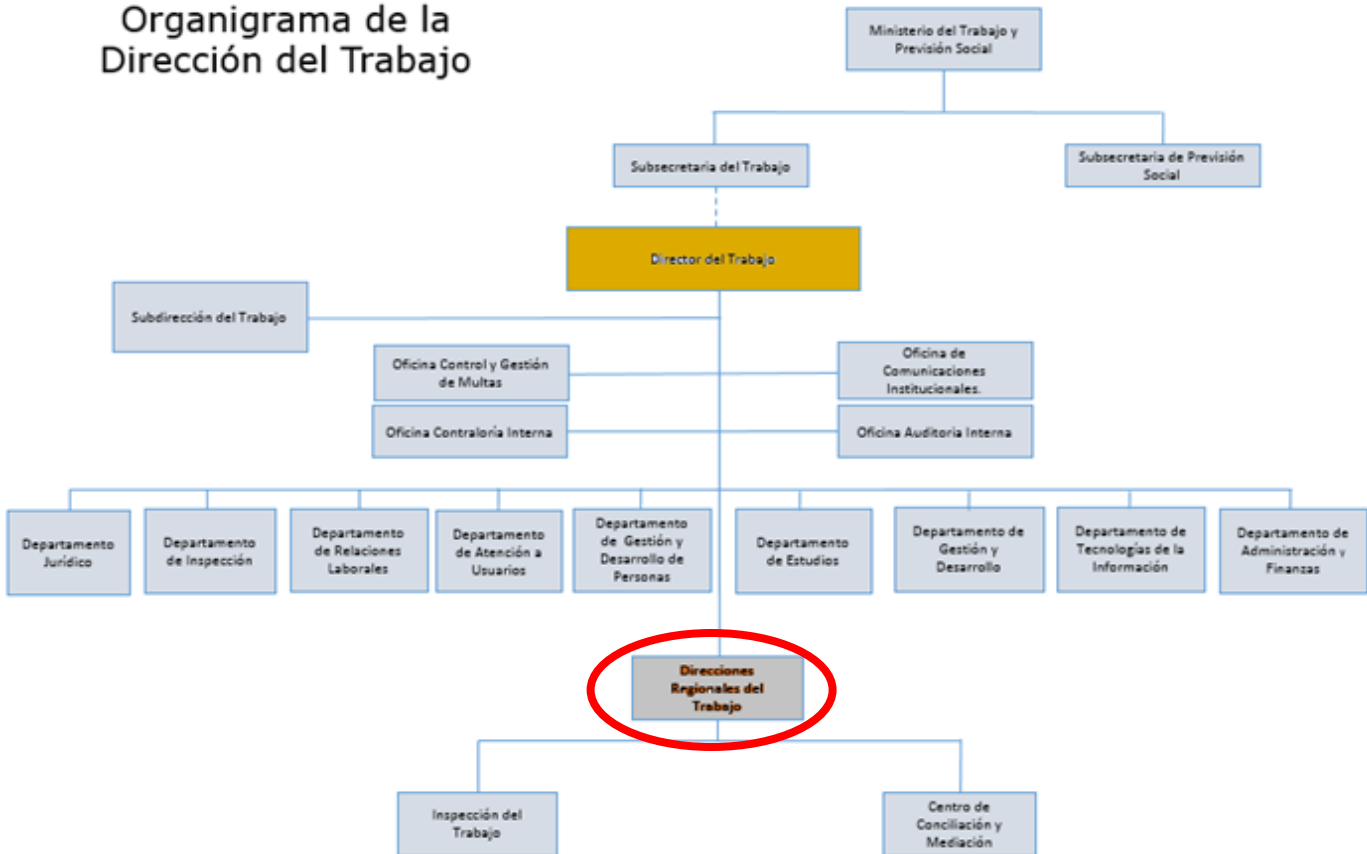 Organigrama de la
Dirección del Trabajo
Ministerio del Trabajo y
Previsión Social
Subsecretaria del Trabajo
Subsecretaria de Previsión
Social
Director del Trabajo
Subdirección del Trabajo
Oficina Control y Gestión
de Multas
Oficina de
Comunicaciones
Institucionales.
Oficina Contraloría Interna
Oficina Auditoria Interna
Departamento
Jurídico
Departamento
de Inspección
Departamento
de Relaciones
Laborales
Departamento
de Atención a
Usuarios
Departamento
de Gestión y
Desarrollo de
Personas
Departamento
de Estudios
Departamento de
Gestión y
Desarrollo
Departamento de
Tecnologías de la
Información
Departamento de
Administración y
Finanzas
Direcciones
Regionales del
Trabajo
Inspección del
Trabajo
Centro de
Conciliación y
Mediación